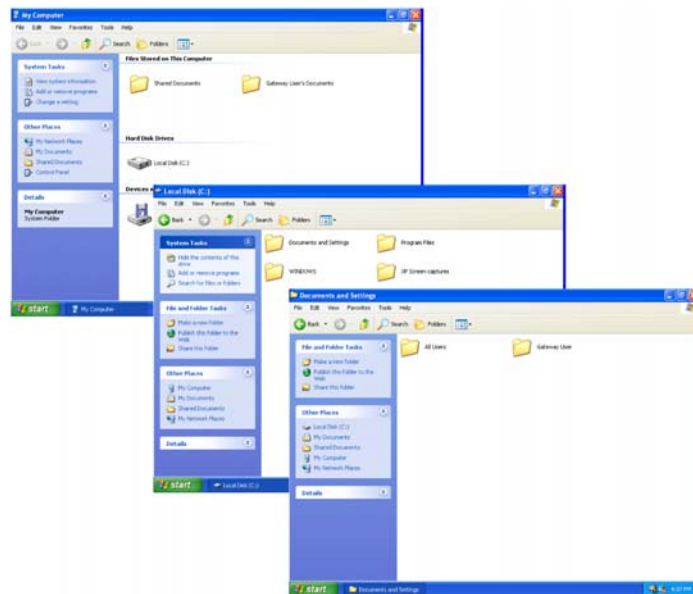 My Computer
File Edit View Favorites Tools Help
Back Search Folders
System Tasks
View system information
Add or remove programs
Change a setting
Other Places
My Network Places
My Documents
Shared Documents
Control Panel
Details
My Computer
System Folder
Files Stored on This Computer
Shared Documents
Gateway User's Documents
Hard Disk Drives
Local Disk (C:)
Devices
start
My Computer
Local Disk (C:)
File Edit View Favorites Tools Help
Back Search Folders
System Tasks
Hide the contents of this
drive
Add or remove programs
Search for files or folders
File and Folder Tasks
Make a new folder
Publish this folder to the
Web
Share this folder
Other Places
My Computer
My Documents
Shared Documents
My Network Places
Details
Documents and Settings
Program Files
WINDOWS
XP Screen captures
start
Local Disk (C:)
Documents and Settings
File Edit View Favorites Tools Help
Back Search Folders
File and Folder Tasks
Make a new folder
Publish this folder to the
Web
Share this folder
Other Places
Local Disk (C:)
My Documents
Shared Documents
My Computer
My Network Places
Details
All Users
Gateway User
start
Documents and Settings